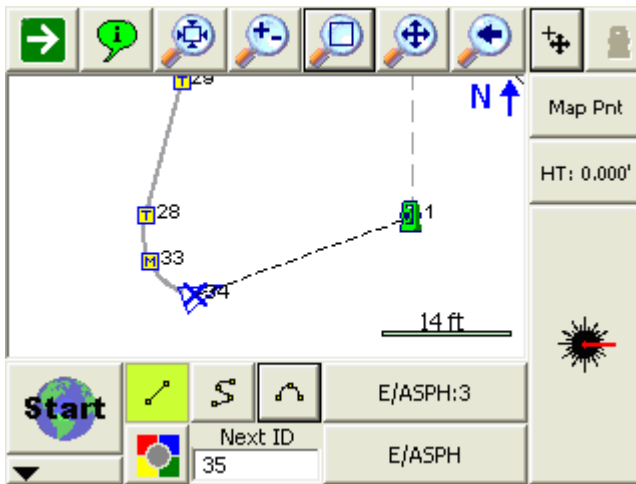 i
29
N
Map Pnt
T 28
1
HT: 0.000'
M 33
34
14 ft
Start
E/ASPH:3
Next ID
35
E/ASPH